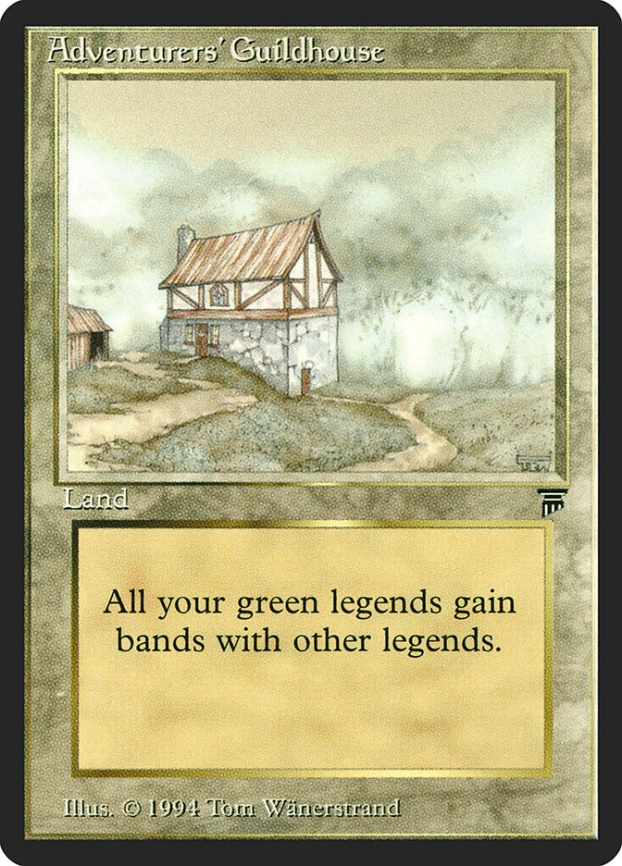 Adventurers' Guildhouse
Land
All your green legends gain
bands with other legends.
Illus. © 1994 Tom Wänerstrand